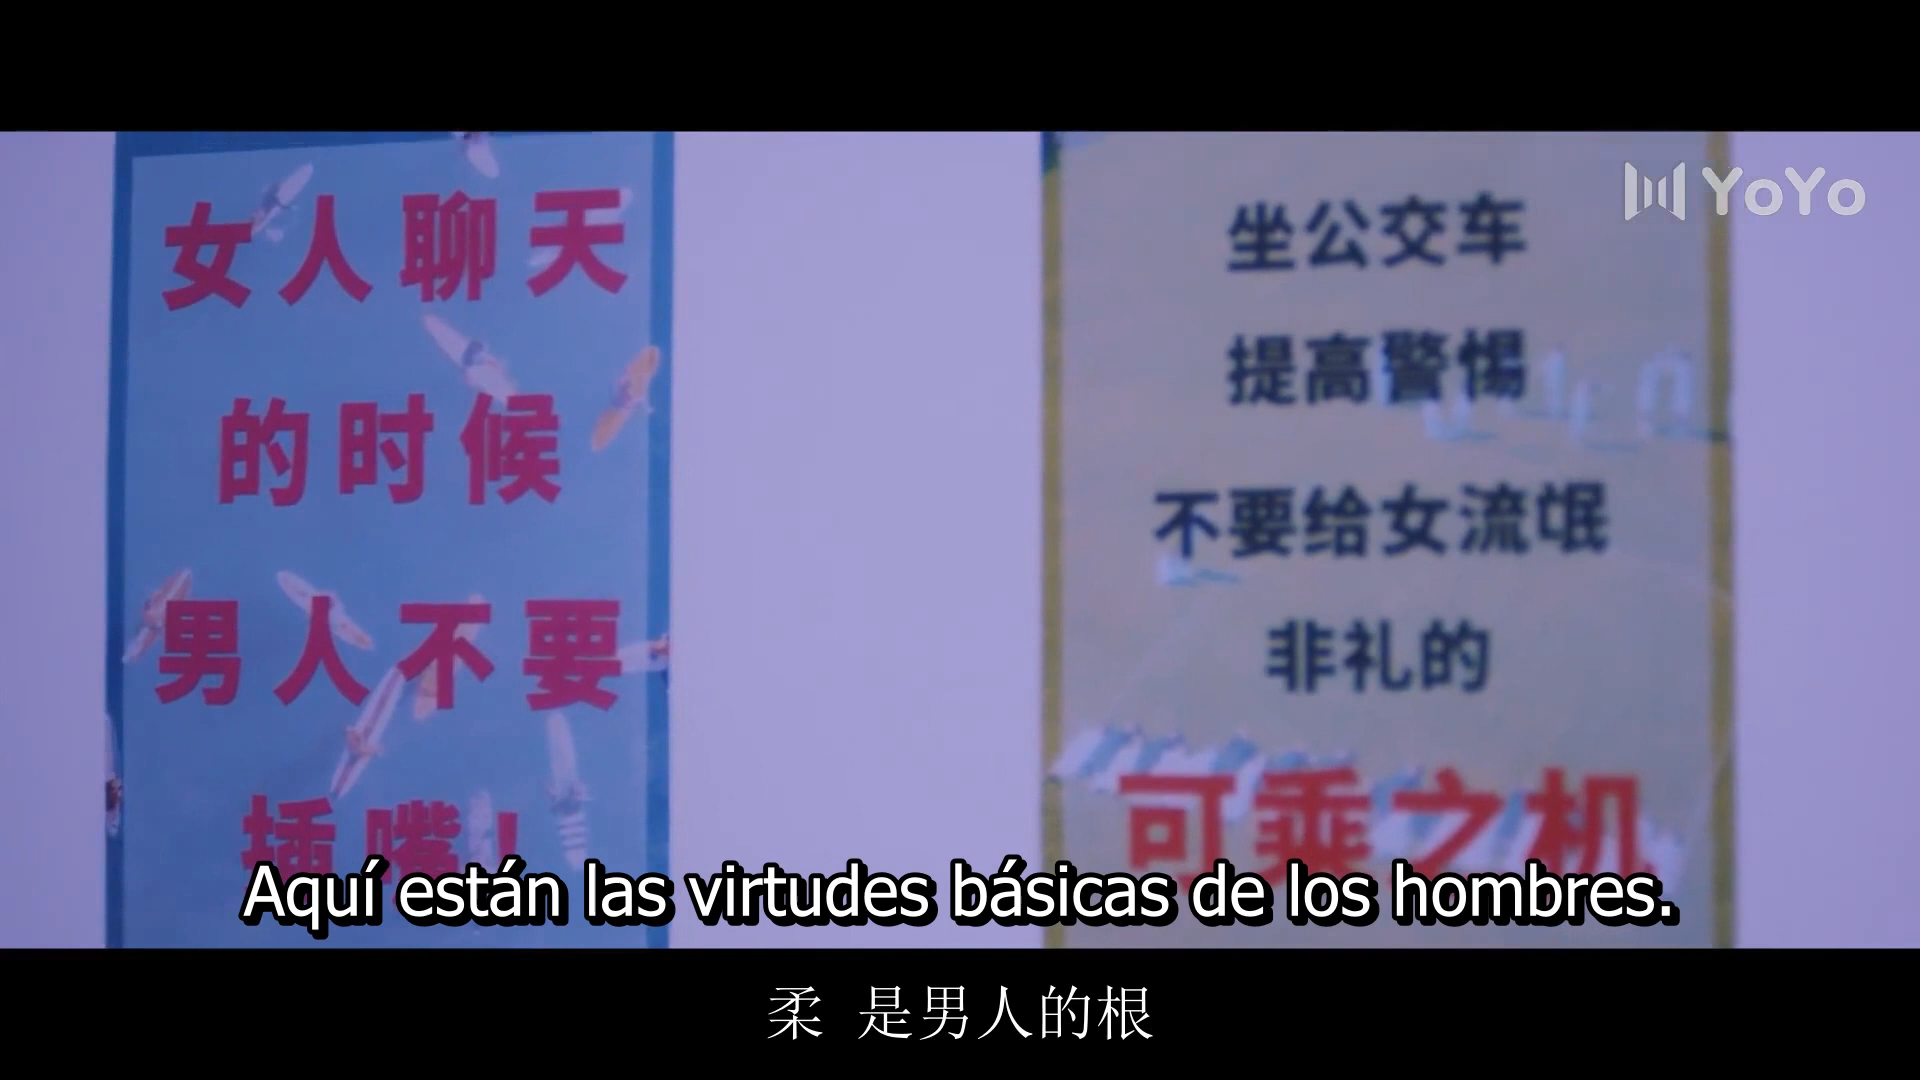 女人聊天
的时候
男人不要
插嘴！
坐公交车
提高警惕
不要给女流氓
非礼的
可乘之机
YoYo
Aquí están las virtudes básicas de los hombres.
柔 是男人的根